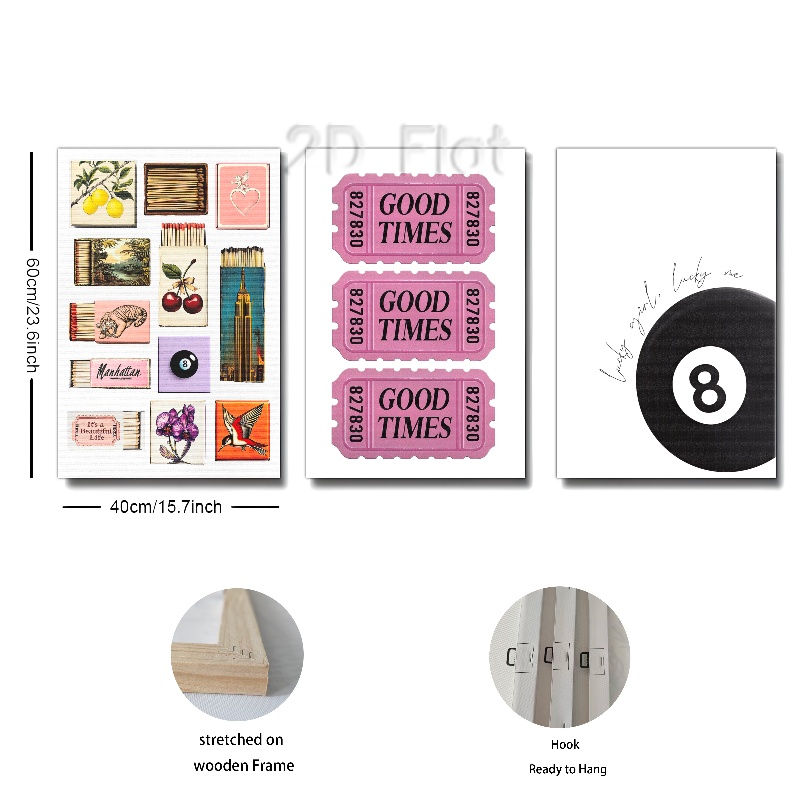 2D Flat
60cm/23.6inch
40cm/15.7inch
Manhattan
8
It's a
Beautiful
Life
827830
GOOD
TIMES
827830
827830
GOOD
TIMES
827830
827830
GOOD
TIMES
827830
lucky girl, lucky me
8
stretched on
wooden Frame
Hook
Ready to Hang